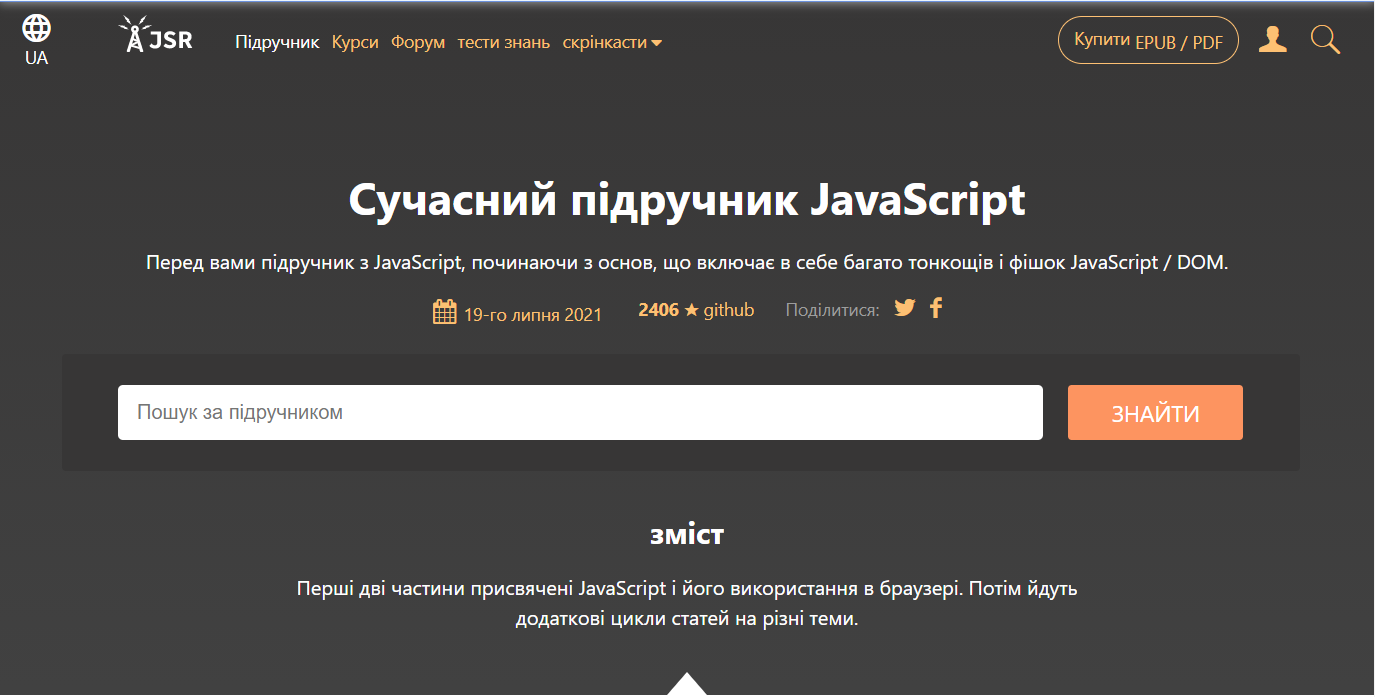 UA
JSR
Підручник Курси Форум тести знань скрінкасти
Купити EPUB / PDF
Сучасний підручник JavaScript
Перед вами підручник з JavaScript, починаючи з основ, що включає в себе багато тонкощів і фішок JavaScript / DOM.
19-го липня 2021 2406 ★ github Поділитися:
Пошук за підручником
ЗНАЙТИ
зміст
Перші дві частини присвячені JavaScript і його використання в браузері. Потім йдуть
додаткові цикли статей на різні теми.